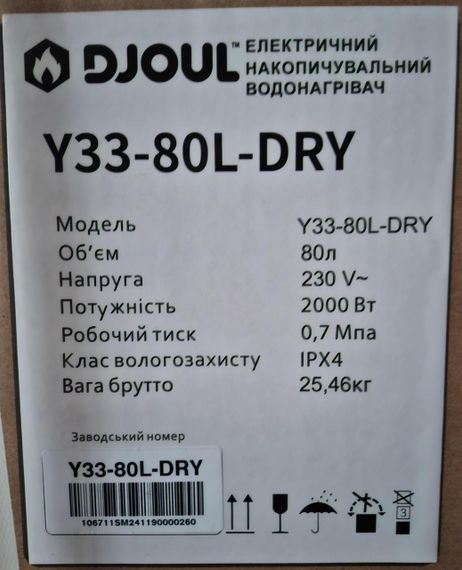 DJOUL™ ЕЛЕКТРИЧНИЙ
НАКОПИЧУВАЛЬНИЙ
ВОДОНАГРІВАЧ
Y33-80L-DRY
Модель Y33-80L-DRY
Об’єм 80л
Напруга 230 V~
Потужність 2000 Вт
Робочий тиск 0,7 Мпа
Клас вологозахисту IPX4
Вага брутто 25,46кг
Заводський номер
Y33-80L-DRY
106711SM241190000260
3